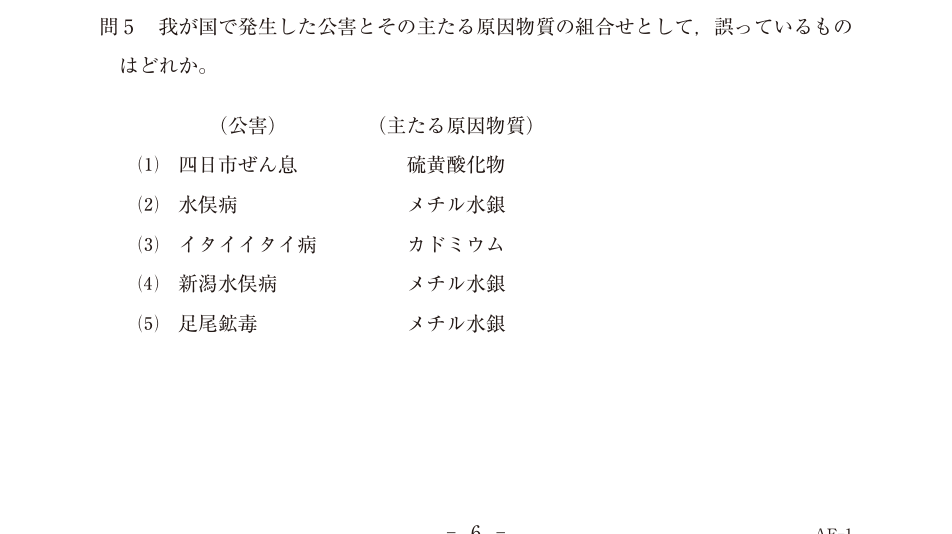 問5 我が国で発生した公害とその主たる原因物質の組合せとして，誤っているもの
はどれか。
（公害） （主たる原因物質）
⑴ 四日市ぜん息 硫黄酸化物
⑵ 水俣病 メチル水銀
⑶ イタイイタイ病 カドミウム
⑷ 新潟水俣病 メチル水銀
⑸ 足尾鉱毒 メチル水銀
- 6 -